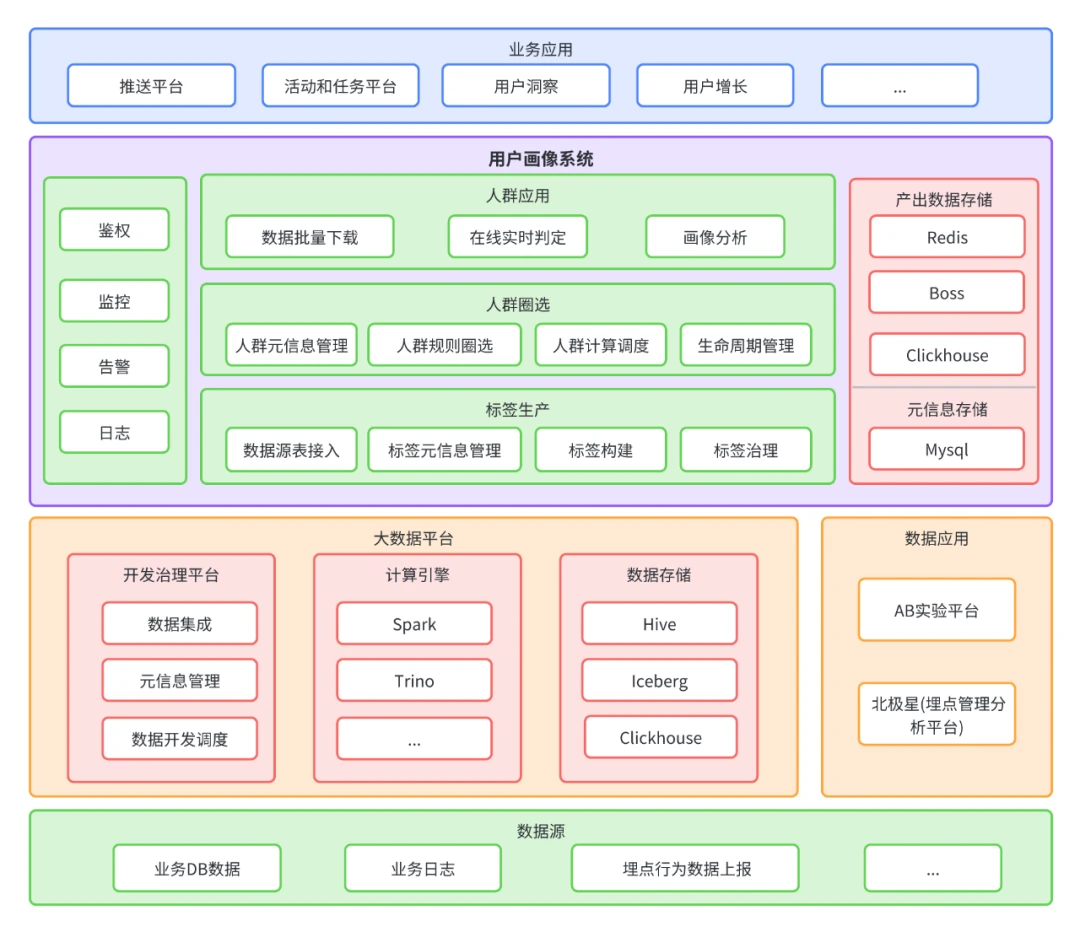 业务应用
推送平台
活动和任务平台
用户洞察
用户增长
...
用户画像系统
鉴权
监控
告警
日志
人群应用
数据批量下载
在线实时判定
画像分析
人群圈选
人群元信息管理
人群规则圈选
人群计算调度
生命周期管理
标签生产
数据源表接入
标签元信息管理
标签构建
标签治理
产出数据存储
Redis
Boss
Clickhouse
元信息存储
Mysql
大数据平台
开发治理平台
数据集成
元信息管理
数据开发调度
计算引擎
Spark
Trino
...
数据存储
Hive
Iceberg
Clickhouse
数据应用
AB实验平台
北极星(埋点管理分
析平台)
数据源
业务DB数据
业务日志
埋点行为数据上报
...